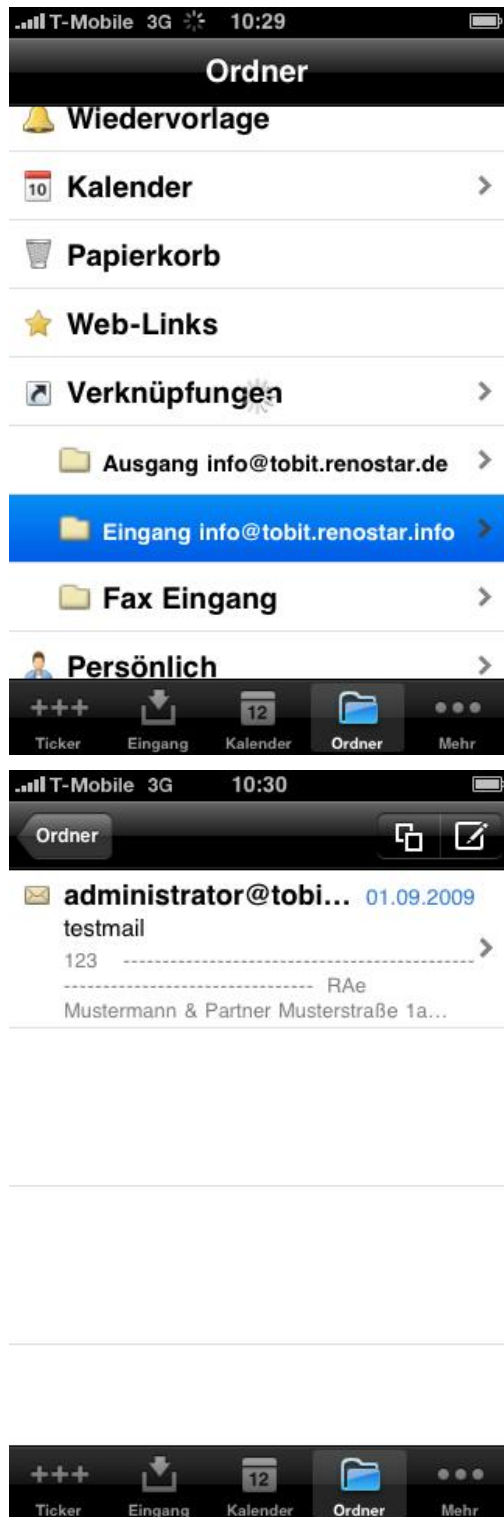 T-Mobile 3G 10:29
Ordner
Wiedervorlage
10 Kalender
Papierkorb
Web-Links
Verknüpfungen
Ausgang info@tobit.renostar.de
Eingang info@tobit.renostar.info
Fax Eingang
Persönlich
+++ 12
Ticker Eingang Kalender Ordner Mehr
T-Mobile 3G 10:30
Ordner
administrator@tobi... 01.09.2009
testmail
123 ---------------------------------------------
-------------------------------- RAe
Mustermann & Partner Musterstraße 1a...
+++ 12
Ticker Eingang Kalender Ordner Mehr